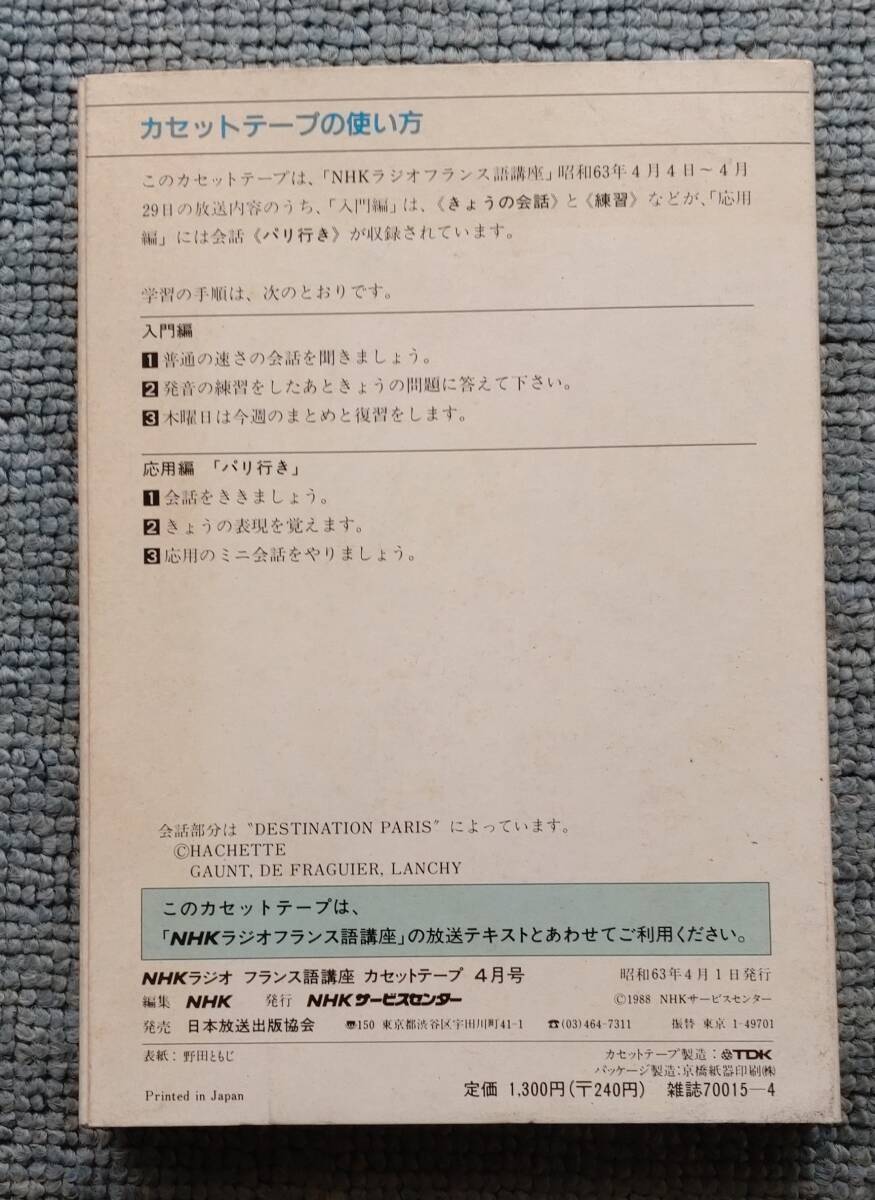 カセットテープの使い方
このカセットテープは、「NHKラジオフランス語講座」昭和63年4月4日～4月
29日の放送内容のうち、「入門編」は、《きょうの会話》と《練習》などが、「応用
編」には会話《パリ行き》が収録されています。
学習の手順は、次のとおりです。
入門編
1 普通の速さの会話を聞きましょう。
2 発音の練習をしたあときょうの問題に答えて下さい。
3 木曜日は今週のまとめと復習をします。
応用編 「パリ行き」
1 会話をききましょう。
2 きょうの表現を覚えます。
3 応用のミニ会話をやりましょう。
会話部分は〝DESTINATION PARIS〟によっています。
©HACHETTE
GAUNT, DE FRAGUIER, LANCHY
このカセットテープは、
「NHKラジオフランス語講座」の放送テキストとあわせてご利用ください。
NHKラジオ フランス語講座 カセットテープ 4月号 昭和63年4月1日発行
編集 NHK 発行 NHKサービスセンター ©1988 NHKサービスセンター
発売 日本放送出版協会 〠150 東京都渋谷区宇田川町41-1 ☎(03)464-7311 振替 東京 1-49701
表紙：野田ともじ カセットテープ製造：TDK
パッケージ製造：京橋紙器印刷㈱
Printed in Japan 定価 1,300円(〒240円) 雑誌70015-4